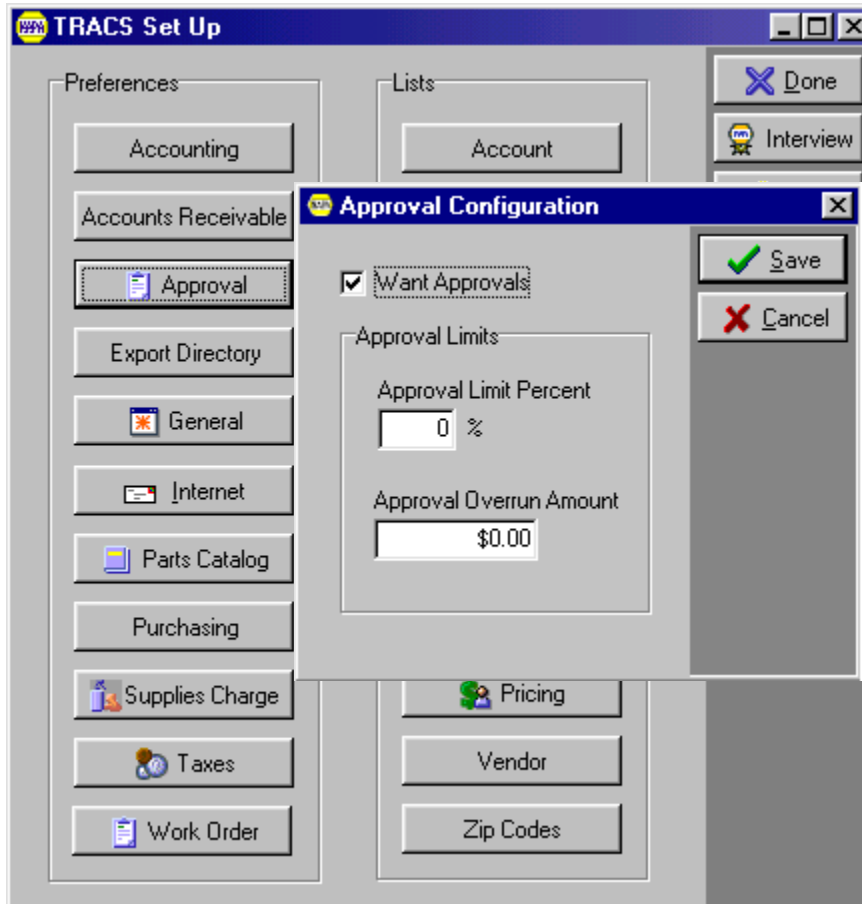 TRACS Set Up
Preferences
Accounting
Accounts Receivable
Approval
Export Directory
General
Internet
Parts Catalog
Purchasing
Supplies Charge
Taxes
Work Order
Lists
Account
Pricing
Vendor
Zip Codes
Done
Interview
Approval Configuration
Want Approvals
Approval Limits
Approval Limit Percent
0 %
Approval Overrun Amount
$0.00
Save
Cancel